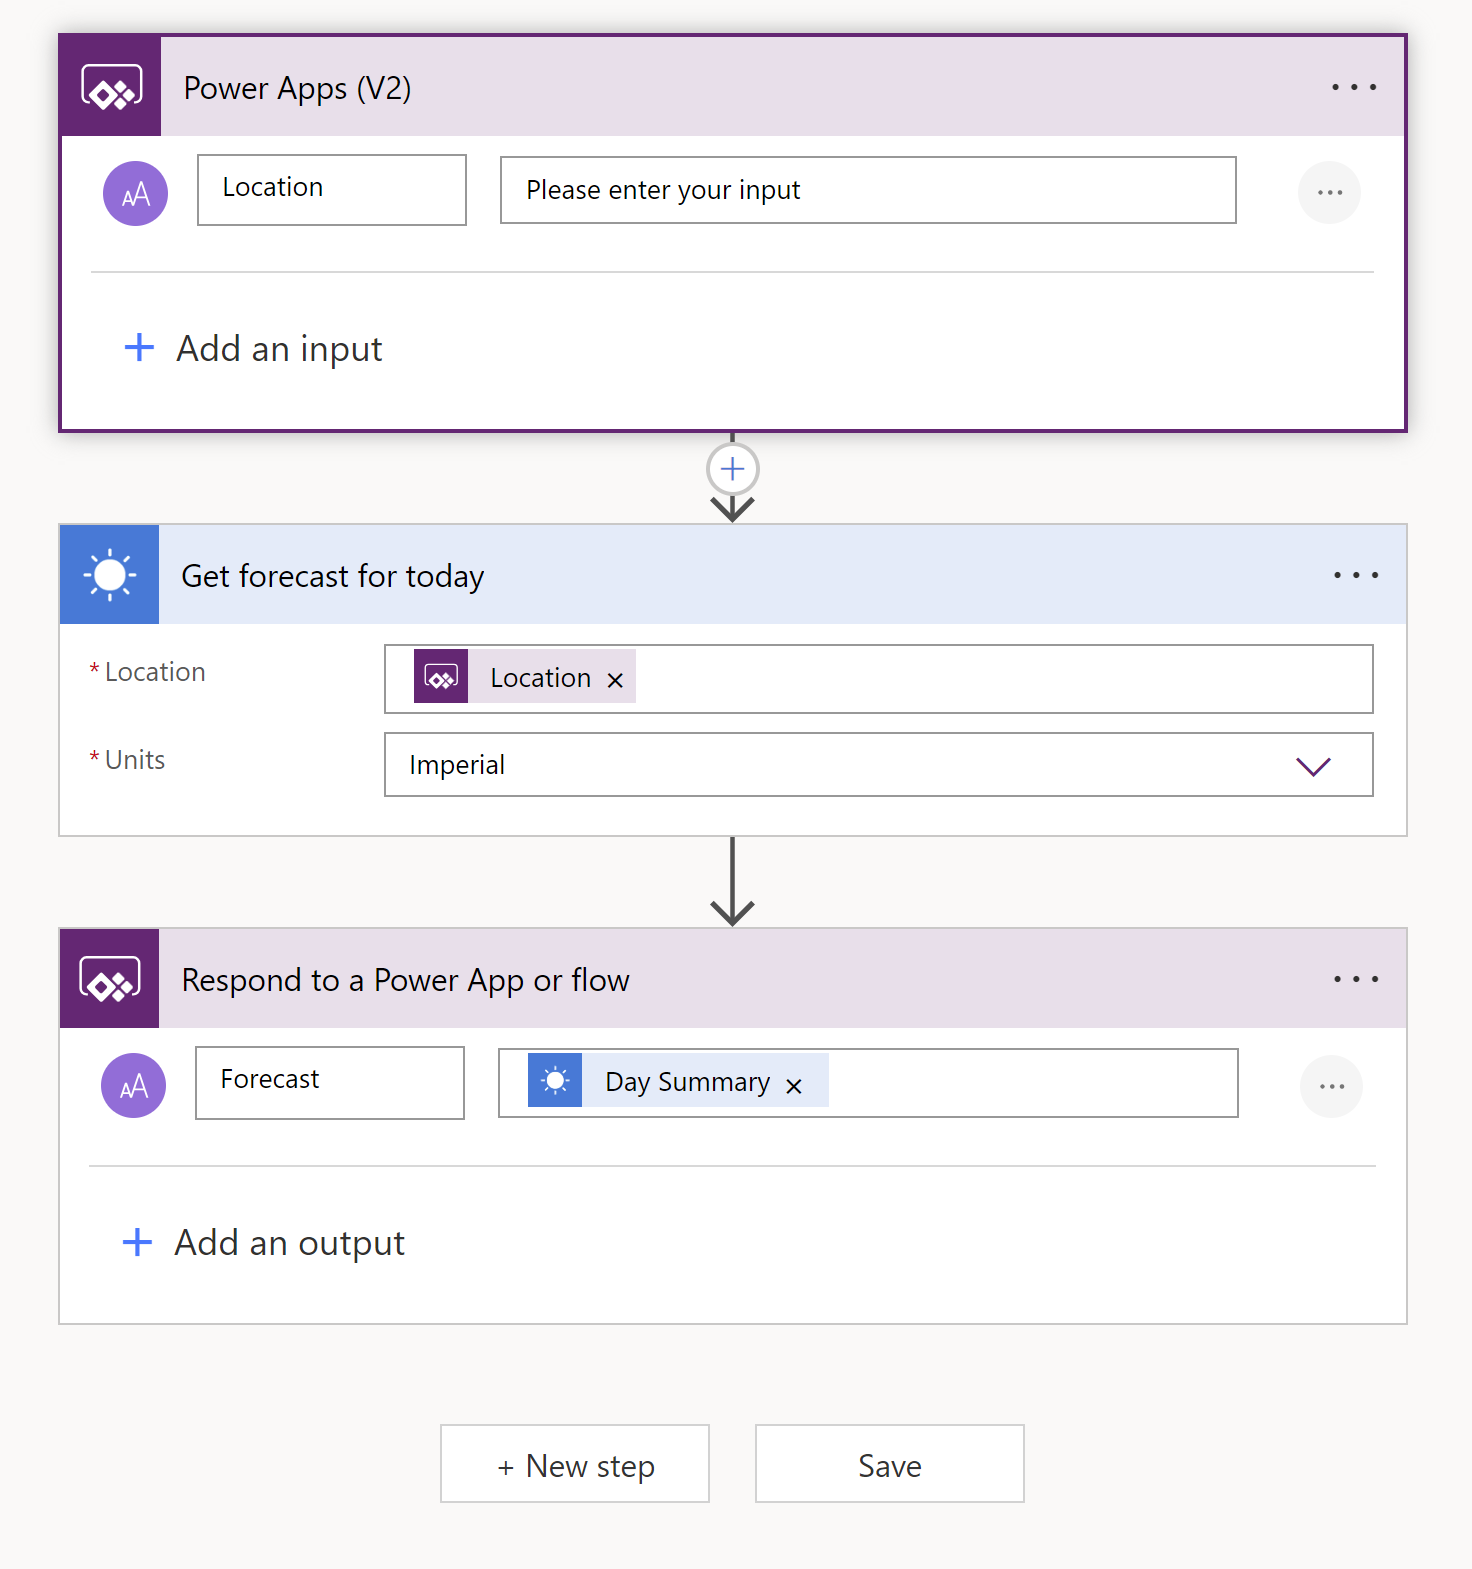 Power Apps (V2)
AA Location Please enter your input
+ Add an input
Get forecast for today
* Location Location ×
* Units Imperial
Respond to a Power App or flow
AA Forecast Day Summary ×
+ Add an output
+ New step Save